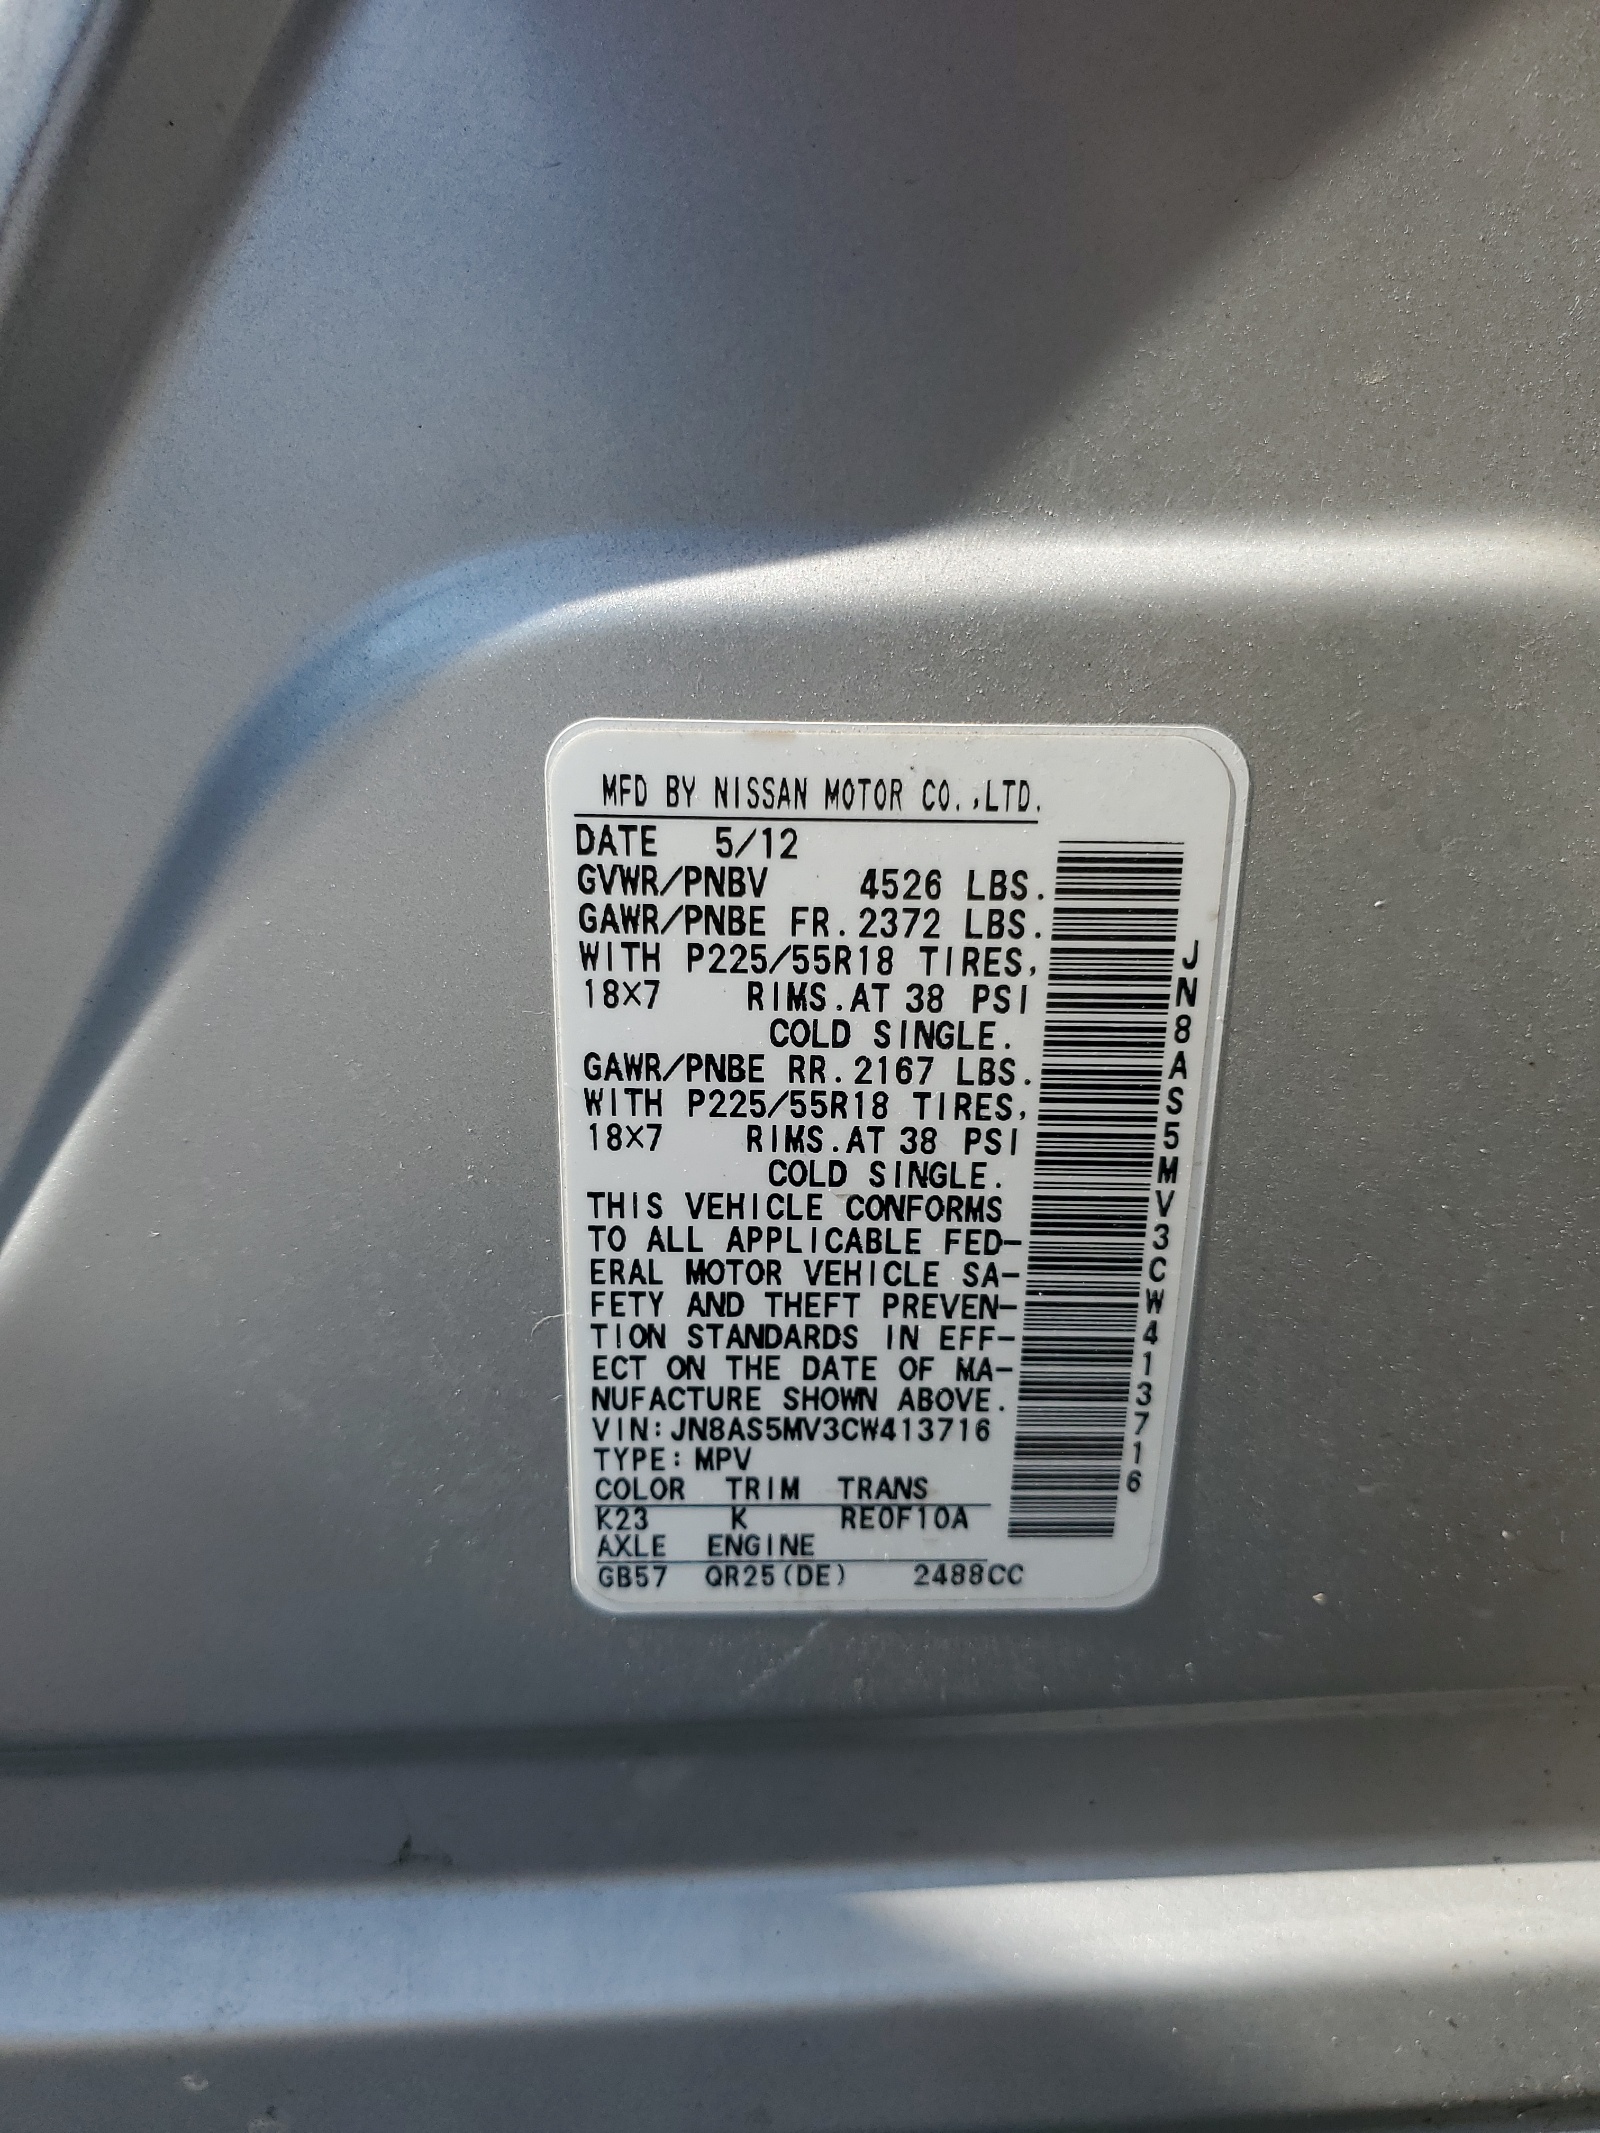 MFD BY NISSAN MOTOR CO.,LTD.
DATE 5/12
GVWR/PNBV 4526 LBS.
GAWR/PNBE FR.2372 LBS.
WITH P225/55R18 TIRES,
18×7 RIMS.AT 38 PSI
COLD SINGLE.
GAWR/PNBE RR.2167 LBS.
WITH P225/55R18 TIRES,
18×7 RIMS.AT 38 PSI
COLD SINGLE.
THIS VEHICLE CONFORMS
TO ALL APPLICABLE FED-
ERAL MOTOR VEHICLE SA-
FETY AND THEFT PREVEN-
TION STANDARDS IN EFF-
ECT ON THE DATE OF MA-
NUFACTURE SHOWN ABOVE.
VIN:JN8AS5MV3CW413716
TYPE:MPV
COLOR TRIM TRANS
K23 K RE0F10A
AXLE ENGINE
GB57 QR25(DE) 2488CC
JN8AS5MV3CW413716